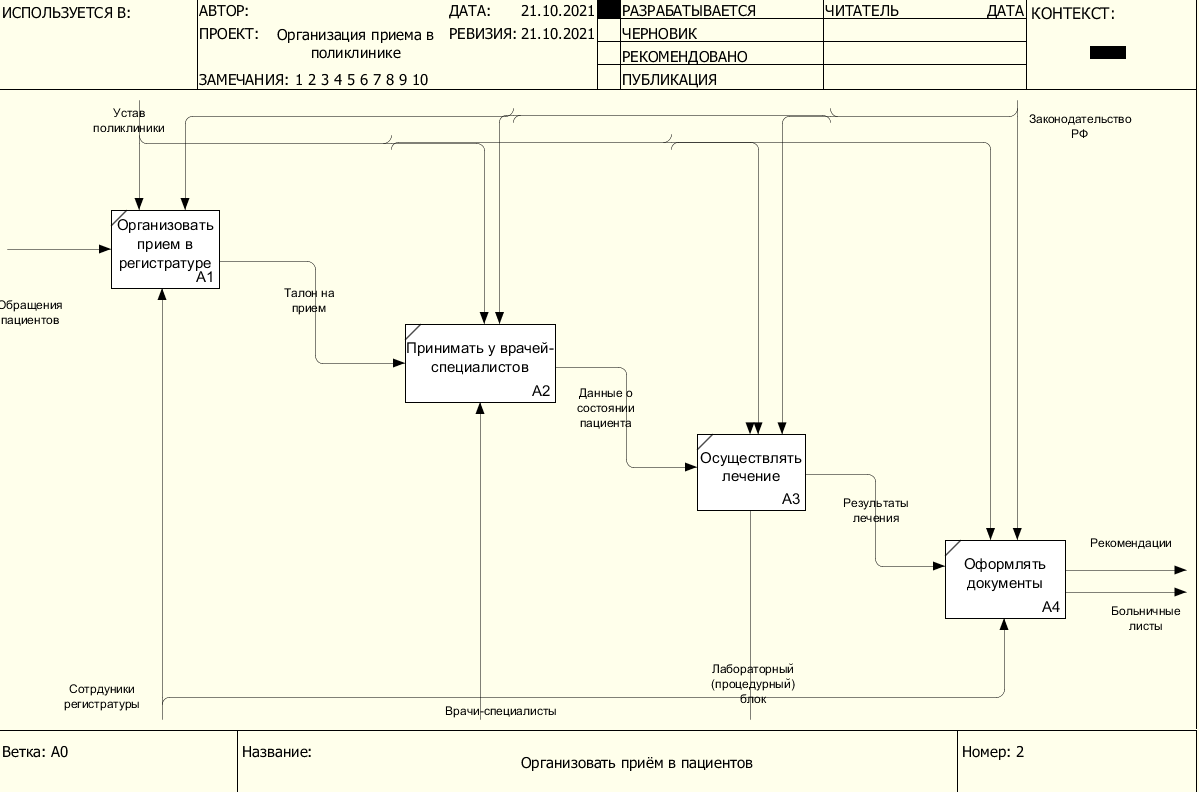 ИСПОЛЬЗУЕТСЯ В:
АВТОР:
ДАТА: 21.10.2021
ПРОЕКТ: Организация приема в
поликлинике
РЕВИЗИЯ: 21.10.2021
ЗАМЕЧАНИЯ: 1 2 3 4 5 6 7 8 9 10
РАЗРАБАТЫВАЕТСЯ
ЧЕРНОВИК
РЕКОМЕНДОВАНО
ПУБЛИКАЦИЯ
ЧИТАТЕЛЬ
ДАТА
КОНТЕКСТ:
Устав
поликлиники
Законодательство
РФ
Организовать
прием в
регистратуре
A1
Обращения
пациентов
Талон на
прием
Принимать у врачей-
специалистов
A2
Данные о
состоянии
пациента
Осуществлять
лечение
A3
Результаты
лечения
Оформлять
документы
A4
Рекомендации
Больничные
листы
Сотрдуники
регистратуры
Врачи-специалисты
Лабораторный
(процедурный)
блок
Ветка: A0
Название:
Организовать приём в пациентов
Номер: 2